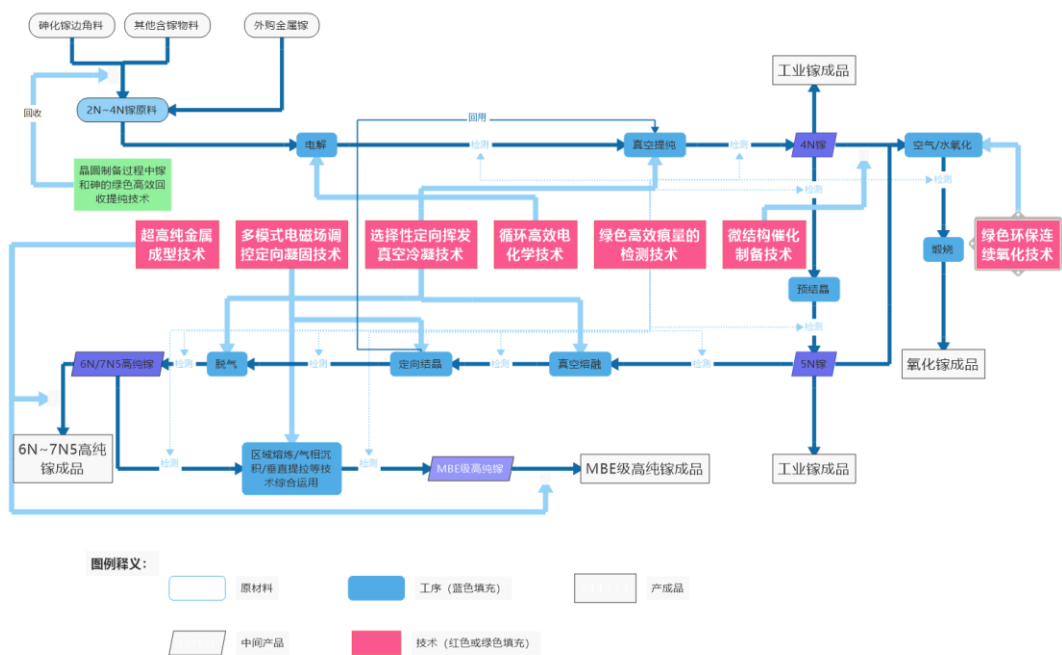 砷化镓边角料
其他含镓物料
外购金属镓
工业镓成品
回收
2N~4N镓原料
回用
电解
检测
真空提纯
检测
4N镓
空气/水氧化
晶圆制备过程中镓
和砷的绿色高效回
收提纯技术
检测
检测
超高纯金属
成型技术
多模式电磁场调
控定向凝固技术
选择性定向挥发
真空冷凝技术
循环高效电
化学技术
绿色高效痕量的
检测技术
微结构催化
制备技术
煅烧
绿色环保连
续氧化技术
预结晶
检测
6N/7N5高纯镓
检测
脱气
检测
定向结晶
检测
真空熔融
检测
5N镓
氧化镓成品
6N~7N5高纯
镓成品
检测
区域熔炼/气相沉
积/垂直提拉等技
术综合运用
检测
MBE级高纯镓
MBE级高纯镓成品
工业镓成品
图例释义：
原材料
工序（蓝色填充）
产成品
中间产品
技术（红色或绿色填充）